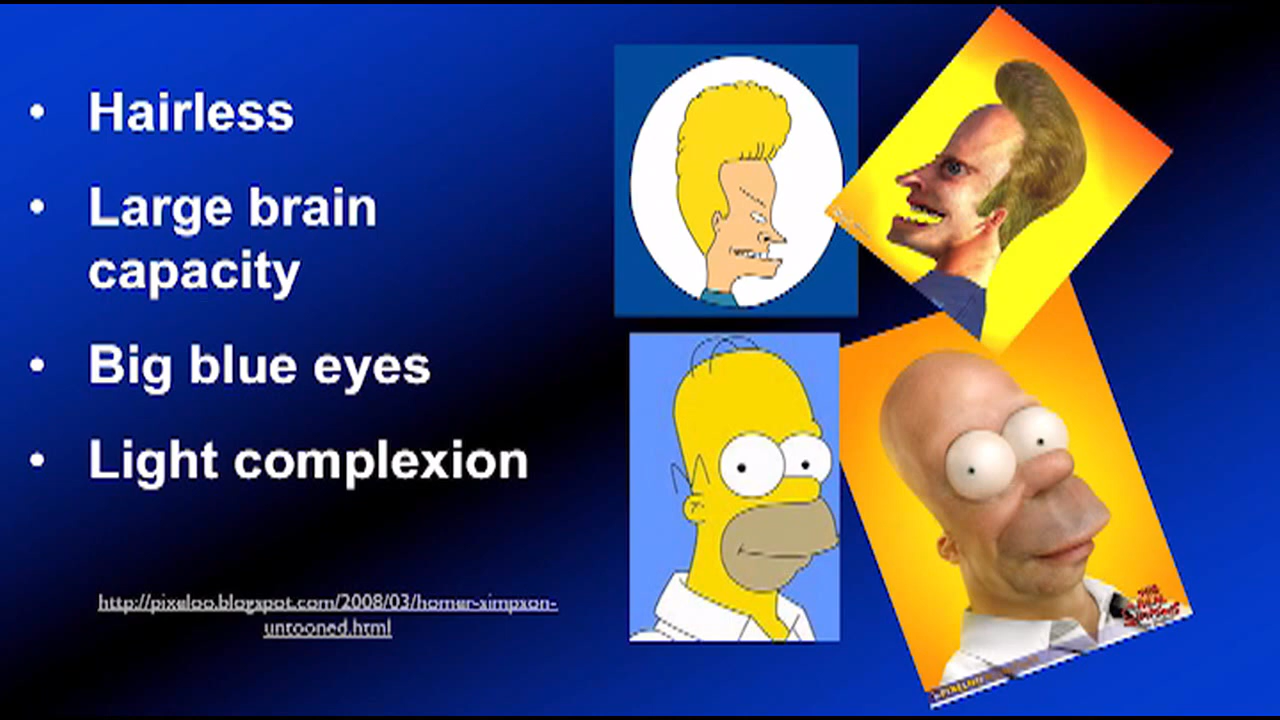 • Hairless
• Large brain
capacity
• Big blue eyes
• Light complexion
http://pixeloo.blogspot.com/2008/03/homer-simpson-
untooned.html